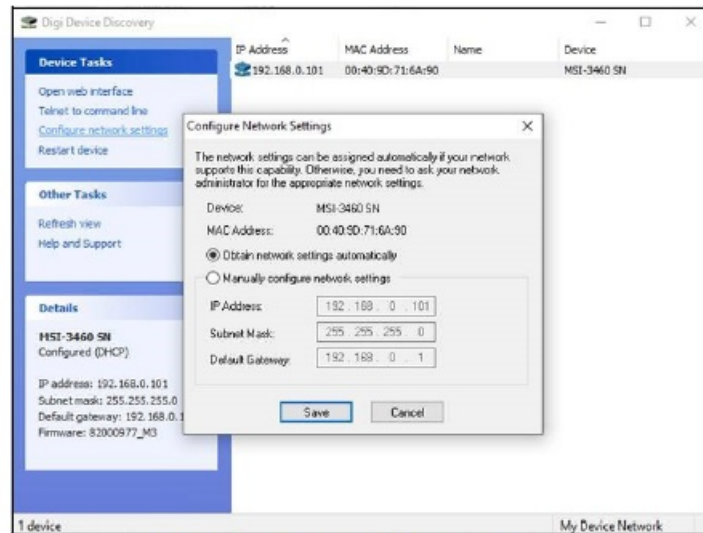 Digi Device Discovery
IP Address MAC Address Name Device
192.168.0.101 00:40:9D:71:6A:90 MSI-3460 SN
Device Tasks
Open web interface
Telnet to command line
Configure network settings
Restart device
Other Tasks
Refresh view
Help and Support
Details
MSI-3460 SN
Configured (DHCP)
IP address: 192.168.0.101
Subnet mask: 255.255.255.0
Default gateway: 192.168.0.1
Firmware: 82000977_M3
Configure Network Settings
The network settings can be assigned automatically if your network
supports this capability. Otherwise, you need to ask your network
administrator for the appropriate network settings.
Device: MSI-3460 SN
MAC Address: 00:40:9D:71:6A:90
Obtain network settings automatically
Manually configure network settings
IP Address: 192 . 168 . 0 . 101
Subnet Mask: 255 . 255 . 255 . 0
Default Gateway: 192 . 168 . 0 . 1
Save Cancel
1 device My Device Network